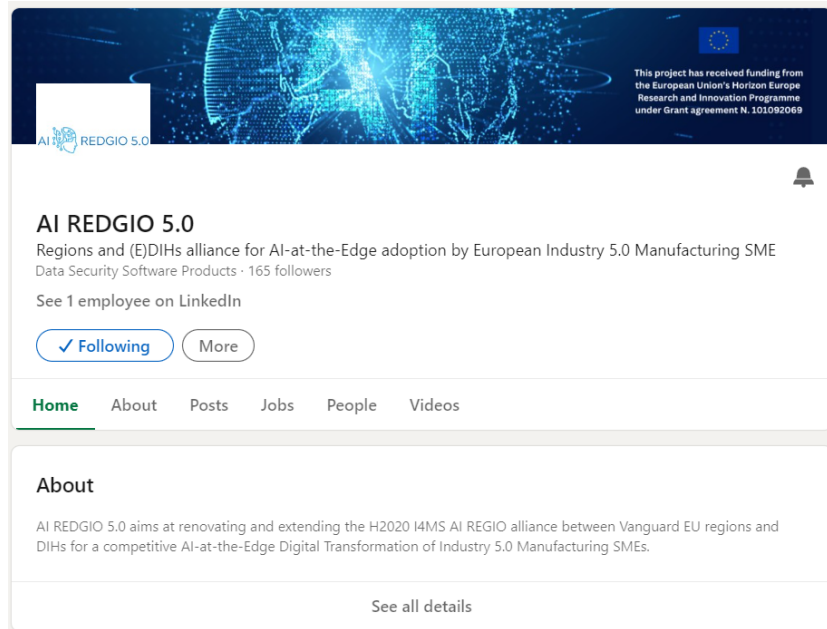 This project has received funding from
the European Union's Horizon Europe
Research and Innovation Programme
under Grant agreement N. 101092069
AI REDGIO 5.0
AI REDGIO 5.0
Regions and (E)DIHs alliance for AI-at-the-Edge adoption by European Industry 5.0 Manufacturing SME
Data Security Software Products · 165 followers
See 1 employee on LinkedIn
✓ Following More
Home About Posts Jobs People Videos
About
AI REDGIO 5.0 aims at renovating and extending the H2020 I4MS AI REGIO alliance between Vanguard EU regions and
DIHs for a competitive AI-at-the-Edge Digital Transformation of Industry 5.0 Manufacturing SMEs.
See all details